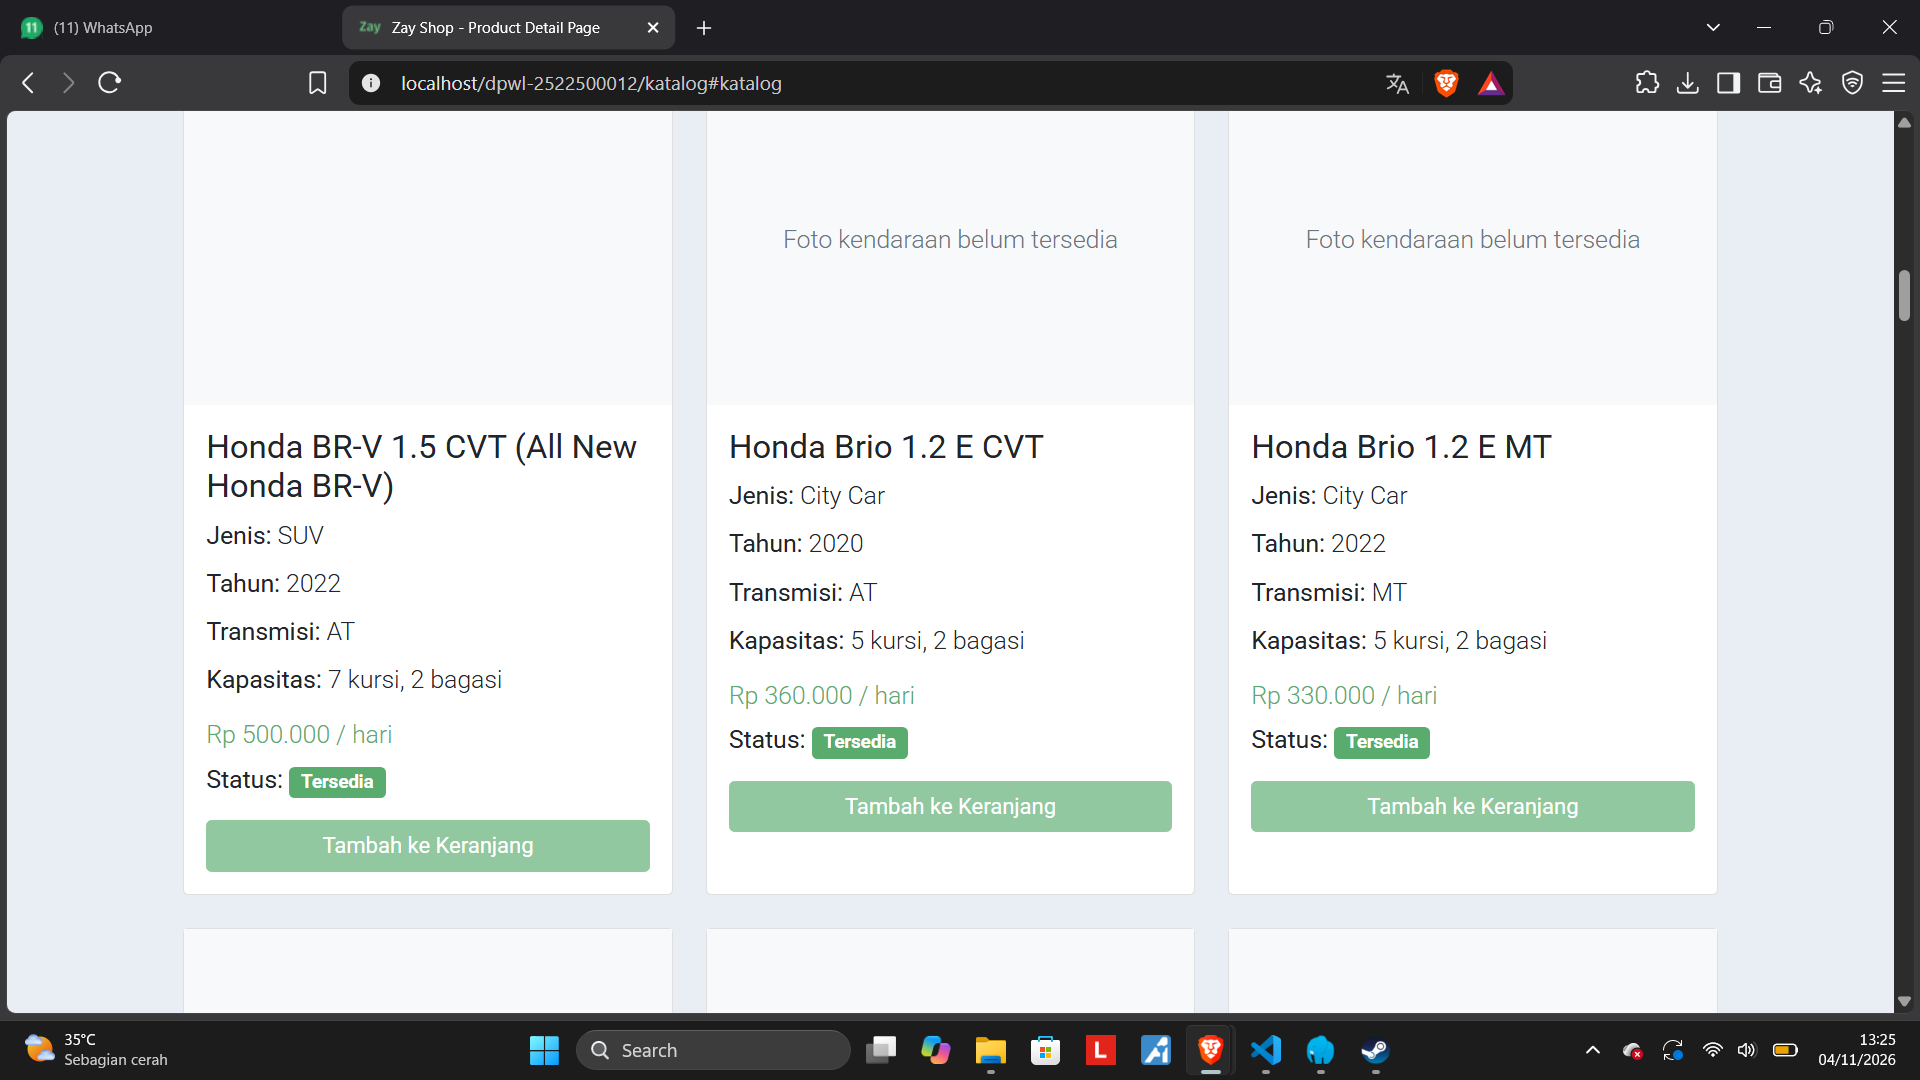 11 (11) WhatsApp
Zay Zay Shop - Product Detail Page
localhost/dpwl-2522500012/katalog#katalog
Foto kendaraan belum tersedia
Foto kendaraan belum tersedia
Honda BR-V 1.5 CVT (All New
Honda BR-V)
Jenis: SUV
Tahun: 2022
Transmisi: AT
Kapasitas: 7 kursi, 2 bagasi
Rp 500.000 / hari
Status: Tersedia
Tambah ke Keranjang
Honda Brio 1.2 E CVT
Jenis: City Car
Tahun: 2020
Transmisi: AT
Kapasitas: 5 kursi, 2 bagasi
Rp 360.000 / hari
Status: Tersedia
Tambah ke Keranjang
Honda Brio 1.2 E MT
Jenis: City Car
Tahun: 2022
Transmisi: MT
Kapasitas: 5 kursi, 2 bagasi
Rp 330.000 / hari
Status: Tersedia
Tambah ke Keranjang
35°C
Sebagian cerah
Search
L
13:25
04/11/2026